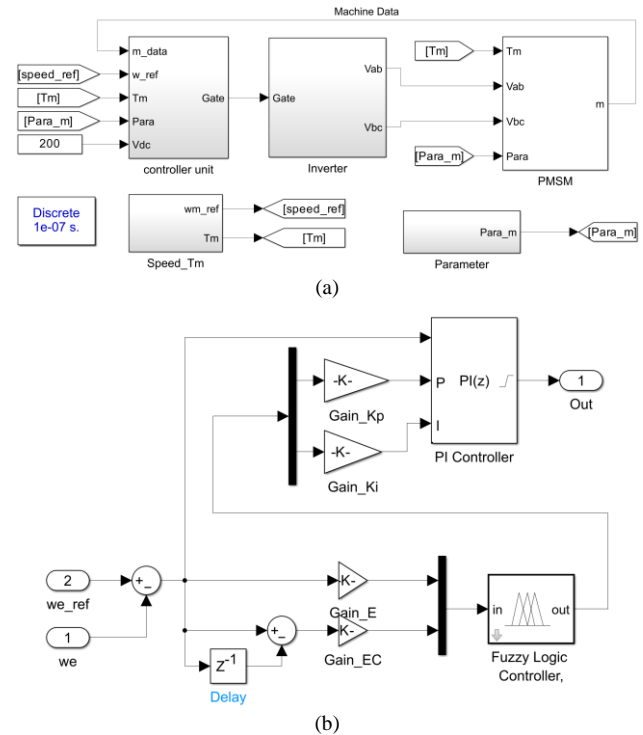 Machine Data
m_data
[speed_ref]
w_ref
[Tm]
Tm
[Para_m]
Para
200
Vdc
Gate
controller unit
Gate
Vab
Vbc
Inverter
[Tm]
Tm
Vab
Vbc
[Para_m]
Para
m
PMSM
Discrete
1e-07 s.
wm_ref
[speed_ref]
Tm
[Tm]
Speed_Tm
Para_m
[Para_m]
Parameter
(a)
-K-
Gain_Kp
-K-
Gain_Ki
P
I
PI(z)
PI Controller
1
Out
2
we_ref
1
we
+
-
K-
Gain_E
+
-
K-
Gain_EC
Z-1
Delay
in
out
Fuzzy Logic
Controller,
(b)